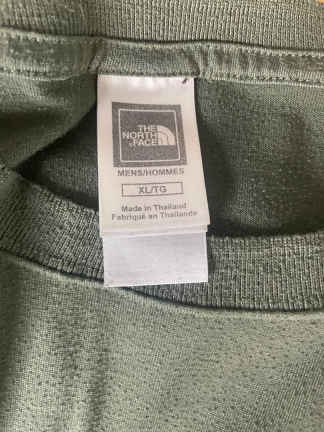 THE
NORTH
FACE
MENS/HOMMES
XL/TG
Made in Thailand
Fabriqué en Thaïlande